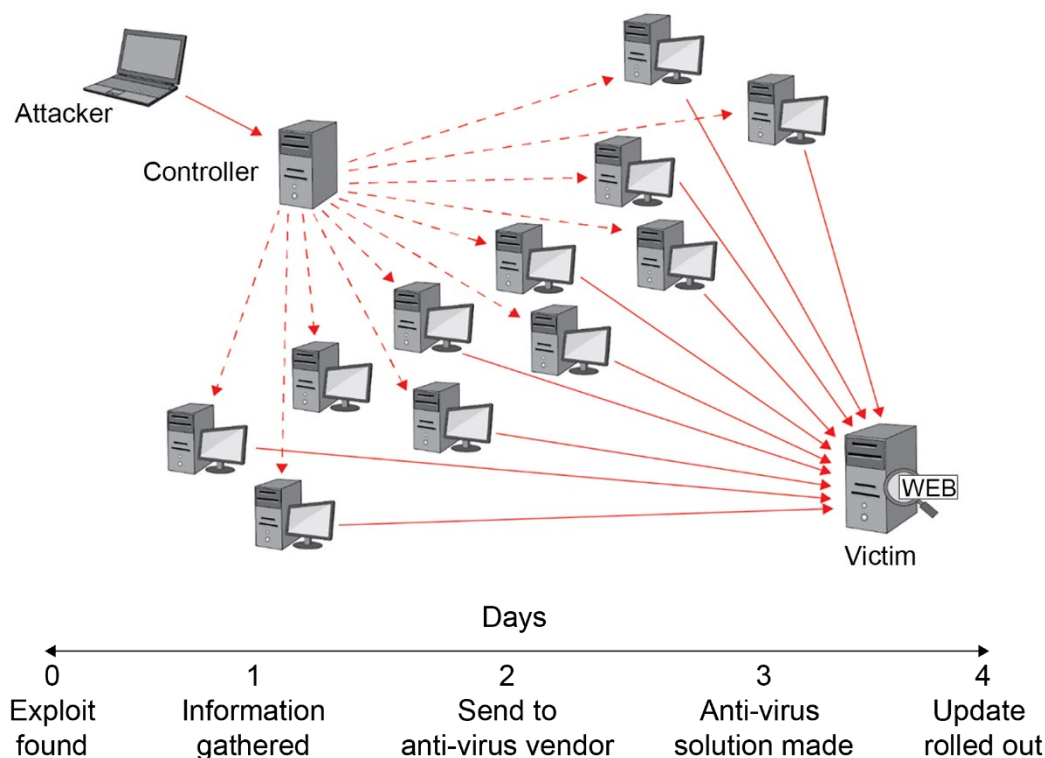 Attacker
Controller
WEB
Victim
Days
0 1 2 3 4
Exploit found
Information gathered
Send to anti-virus vendor
Anti-virus solution made
Update rolled out